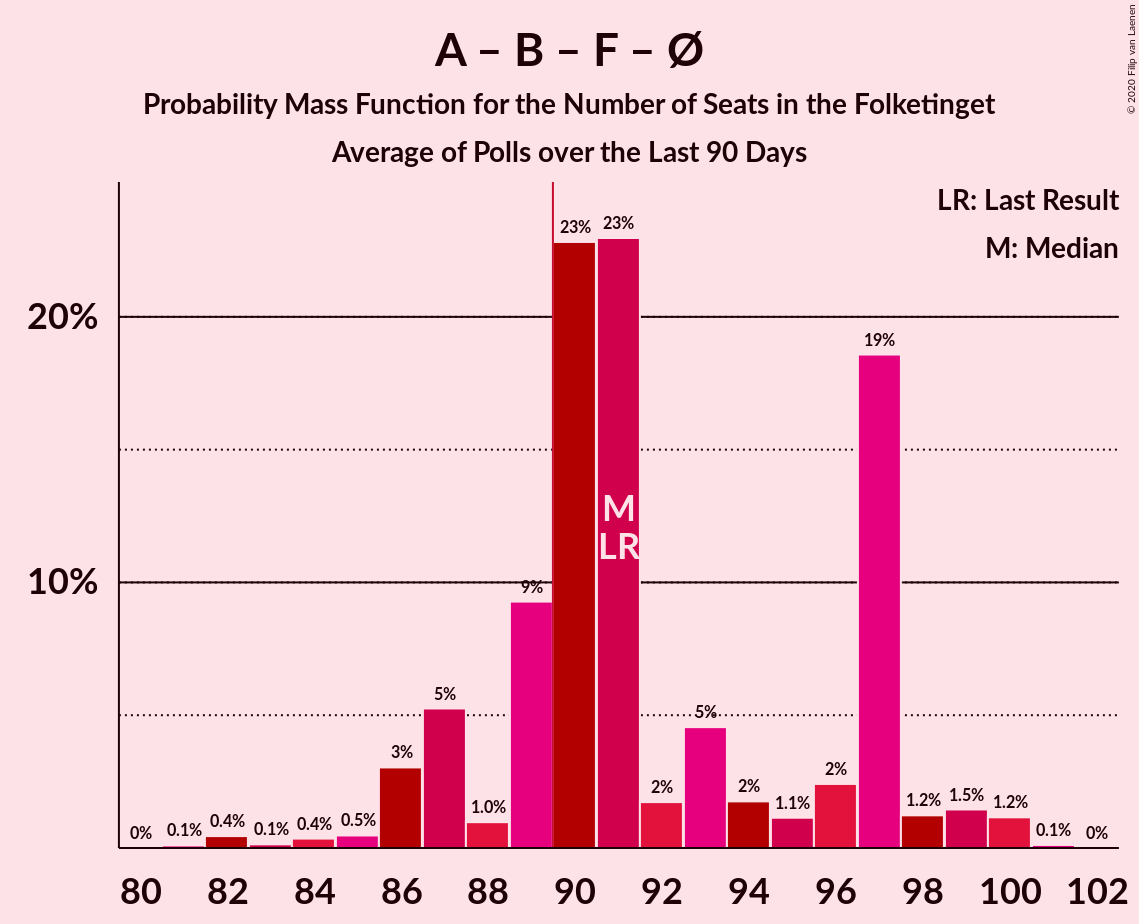 A – B – F – Ø
Probability Mass Function for the Number of Seats in the Folketinget
Average of Polls over the Last 90 Days
© 2020 Filip van Laenen
LR: Last Result
M: Median
20%
10%
0%
0.1%
0.4%
0.1%
0.4%
0.5%
3%
5%
1.0%
9%
23%
23%
2%
5%
2%
1.1%
2%
19%
1.2%
1.5%
1.2%
0.1%
0%
M
LR
80 82 84 86 88 90 92 94 96 98 100 102